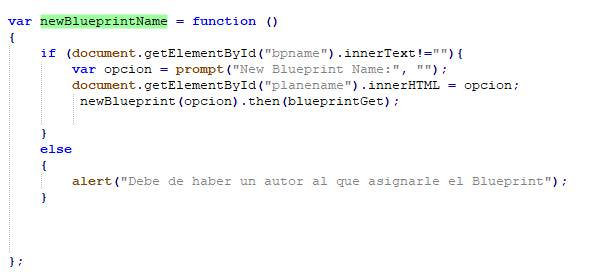 var newBlueprintName = function ()
{
    if (document.getElementById("bpname").innerText!=""){
        var opcion = prompt("New Blueprint Name:", "");
        document.getElementById("planename").innerHTML = opcion;
         newBlueprint(opcion).then(blueprintGet);
    }
    else
    {
        alert("Debe de haber un autor al que asignarle el Blueprint");
    }
};